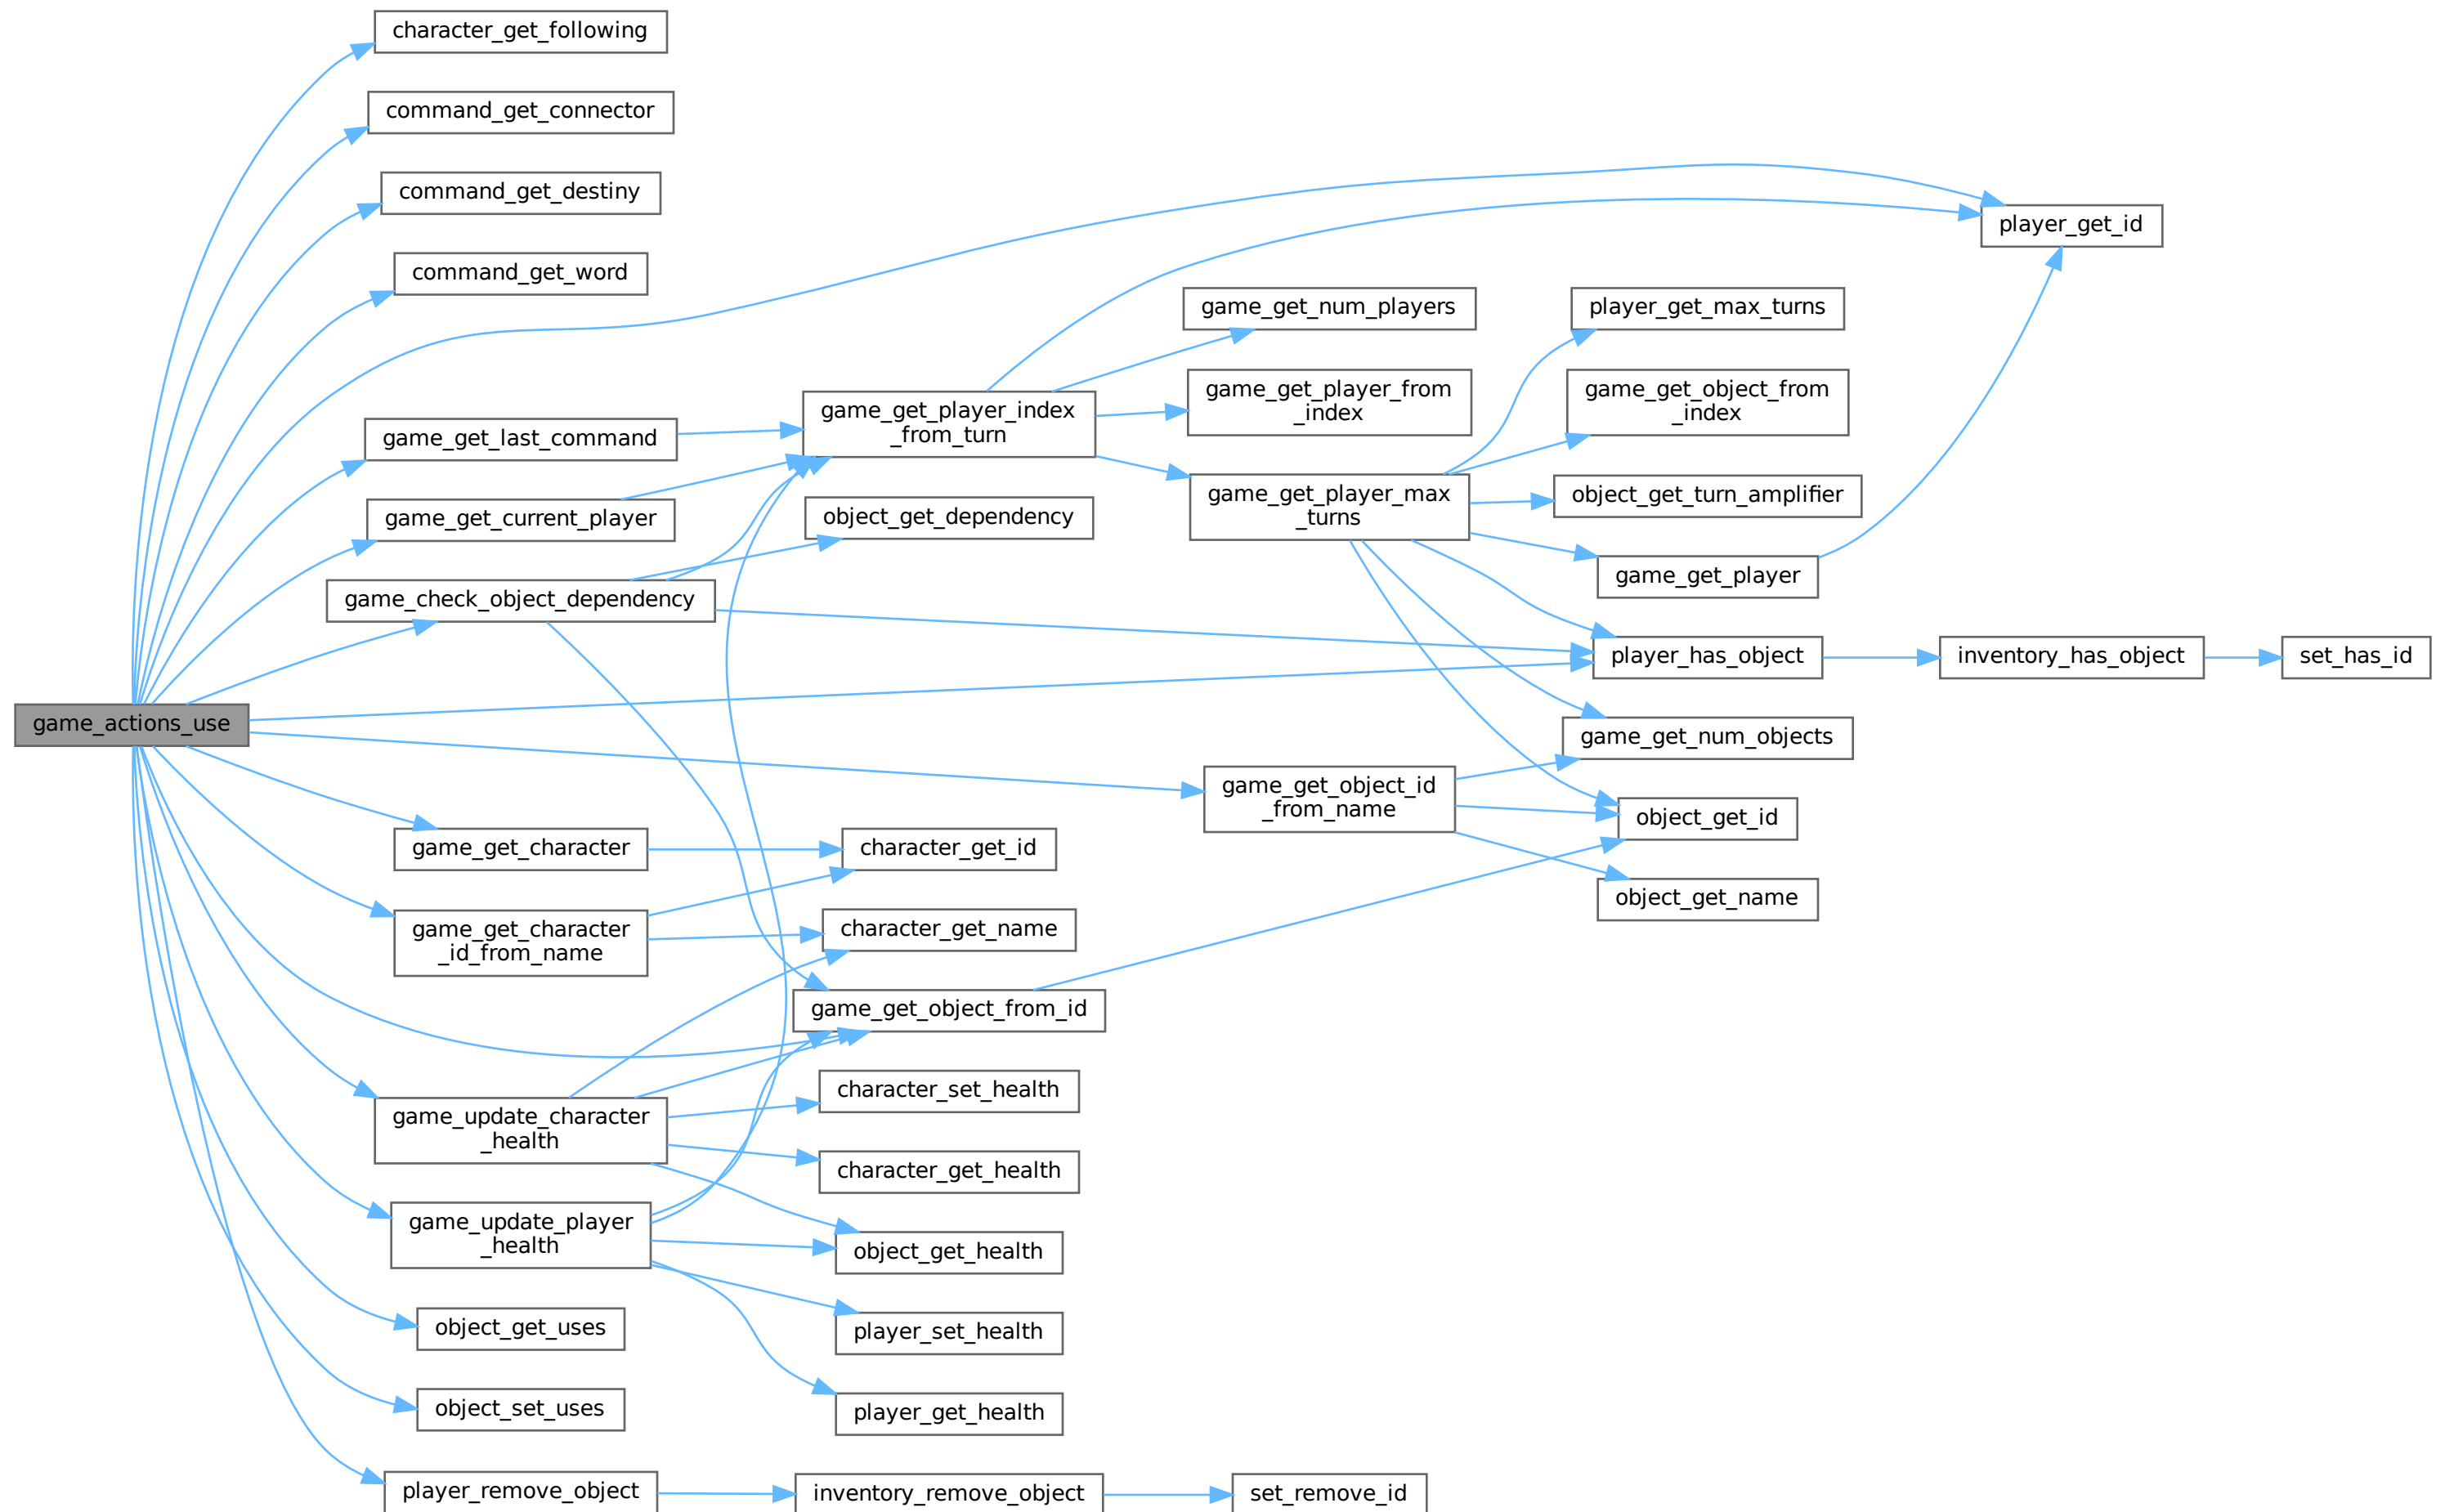 character_get_following
command_get_connector
command_get_destiny
command_get_word
player_get_id
game_get_num_players
player_get_max_turns
game_get_player_from
_index
game_get_object_from
_index
game_get_player_index
_from_turn
game_get_last_command
game_get_player_max
_turns
object_get_turn_amplifier
game_get_current_player
object_get_dependency
game_get_player
game_check_object_dependency
player_has_object
inventory_has_object
set_has_id
game_actions_use
game_get_num_objects
game_get_object_id
_from_name
object_get_id
game_get_character
character_get_id
object_get_name
game_get_character
_id_from_name
character_get_name
game_get_object_from_id
character_set_health
game_update_character
_health
character_get_health
game_update_player
_health
object_get_health
object_get_uses
player_set_health
object_set_uses
player_get_health
player_remove_object
inventory_remove_object
set_remove_id